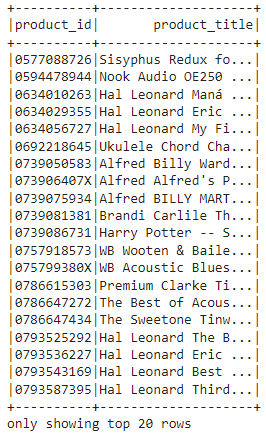 +----------+--------------------+
|product_id|       product_title|
+----------+--------------------+
|0577088726|Sisyphus Redux fo...|
|0594478944|Nook Audio OE250 ...|
|0634010263|Hal Leonard Maná ...|
|0634029355|Hal Leonard Eric ...|
|0634056727|Hal Leonard My Fi...|
|0692218645|Ukulele Chord Cha...|
|0739050583|Alfred Billy Ward...|
|073906407X|Alfred Alfred's P...|
|0739075934|Alfred BILLY MART...|
|0739081381|Brandi Carlile Th...|
|0739086731|Harry Potter -- S...|
|0757918573|WB Wooten & Baile...|
|075799380X|WB Acoustic Blues...|
|0786615303|Premium Clarke Ti...|
|0786647272|The Best of Acous...|
|0786647434|The Sweetone Tinw...|
|0793525292|Hal Leonard The B...|
|0793536227|Hal Leonard Eric ...|
|0793543169|Hal Leonard Best ...|
|0793587395|Hal Leonard Third...|
+----------+--------------------+
only showing top 20 rows